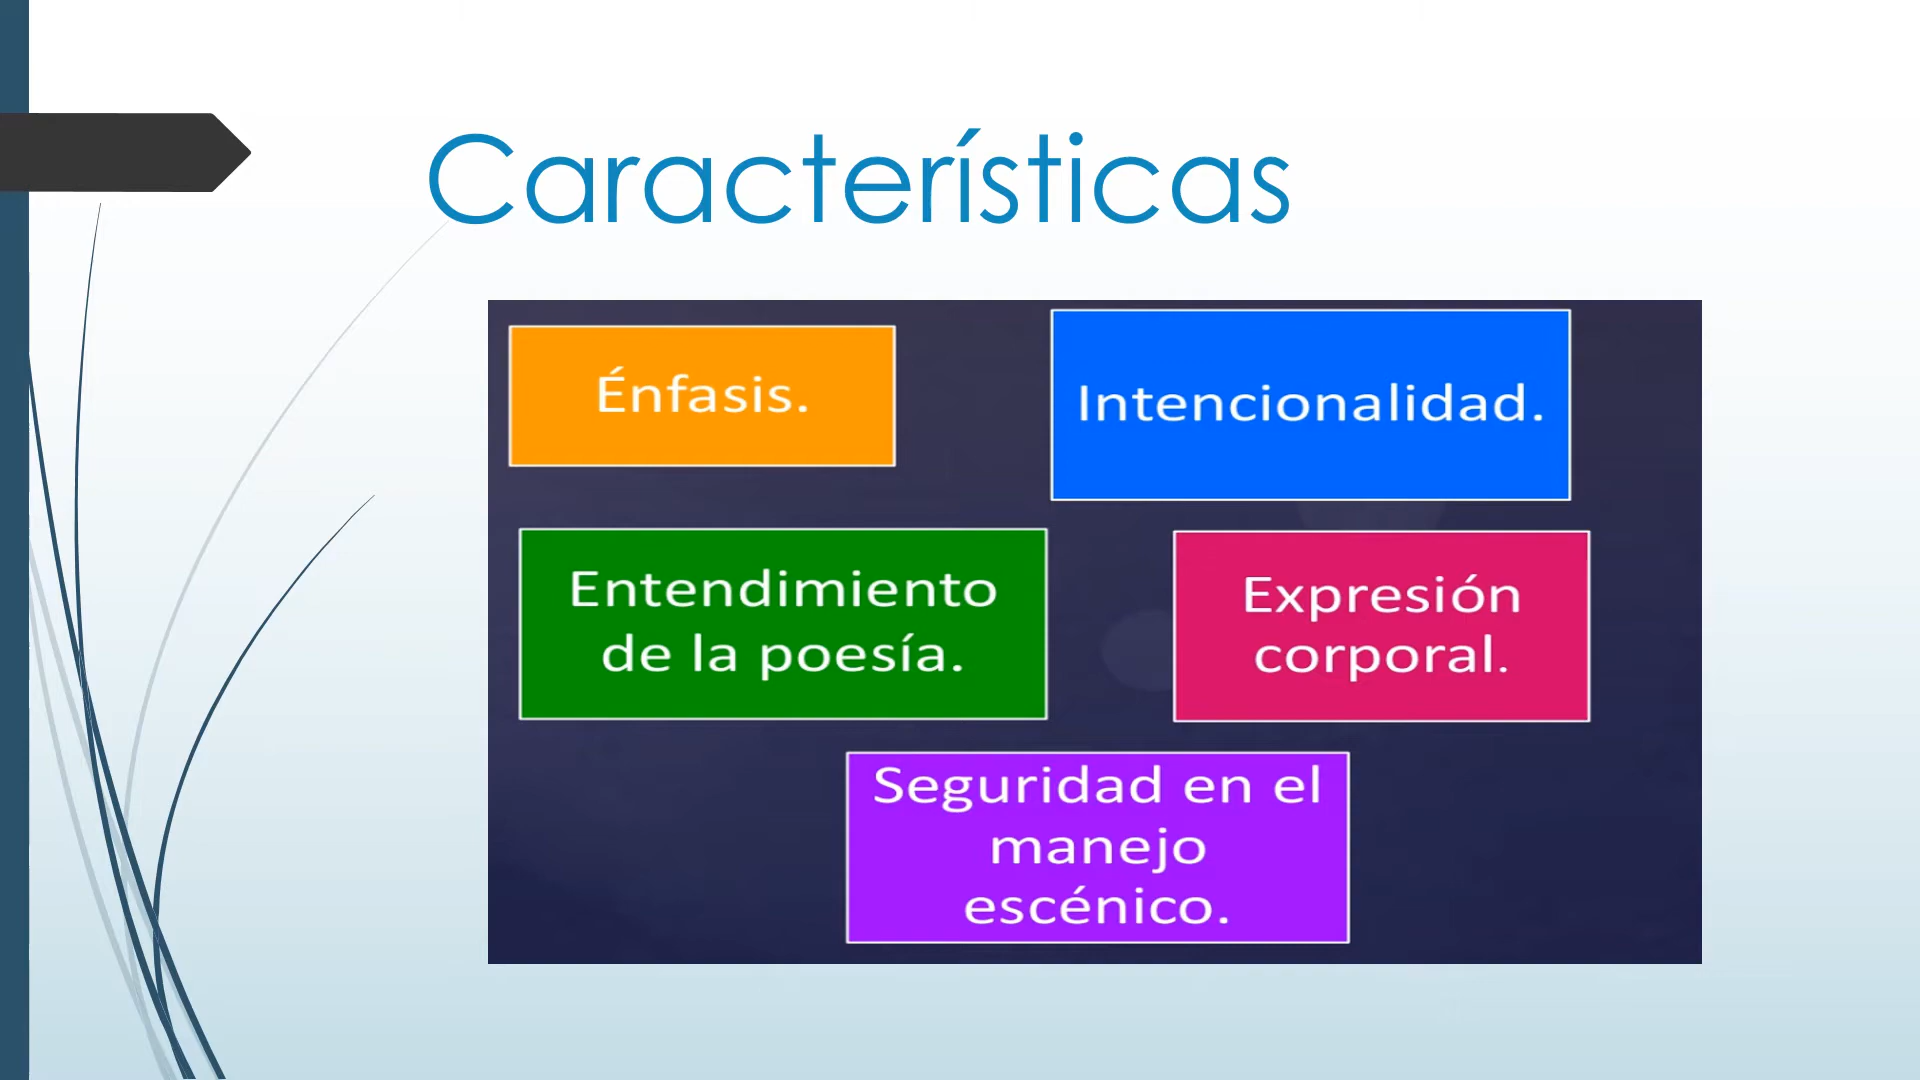 Características
Énfasis.
Intencionalidad.
Entendimiento
de la poesía.
Expresión
corporal.
Seguridad en el
manejo
escénico.